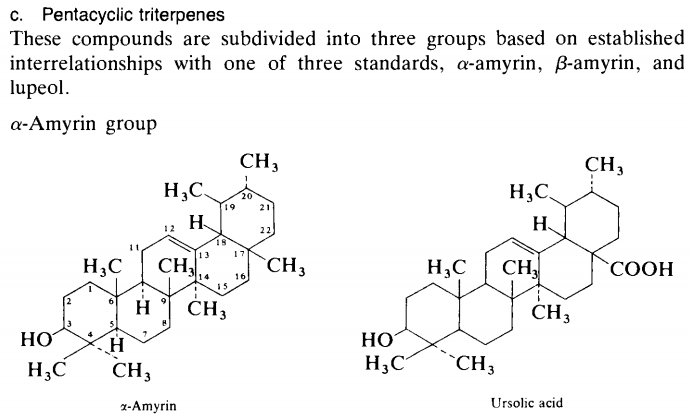 c. Pentacyclic triterpenes
These compounds are subdivided into three groups based on established
interrelationships with one of three standards, α-amyrin, β-amyrin, and
lupeol.
α-Amyrin group
CH₃
H₃C
20
19
21
12
H
18
22
11
13
17
H₃C
CH₃
CH₃
1
14
16
2
6
9
15
H
CH₃
3
5
8
HO
4
H
7
H₃C
CH₃
α-Amyrin
CH₃
H₃C
H
H₃C
CH₃
COOH
CH₃
HO
H₃C
CH₃
Ursolic acid